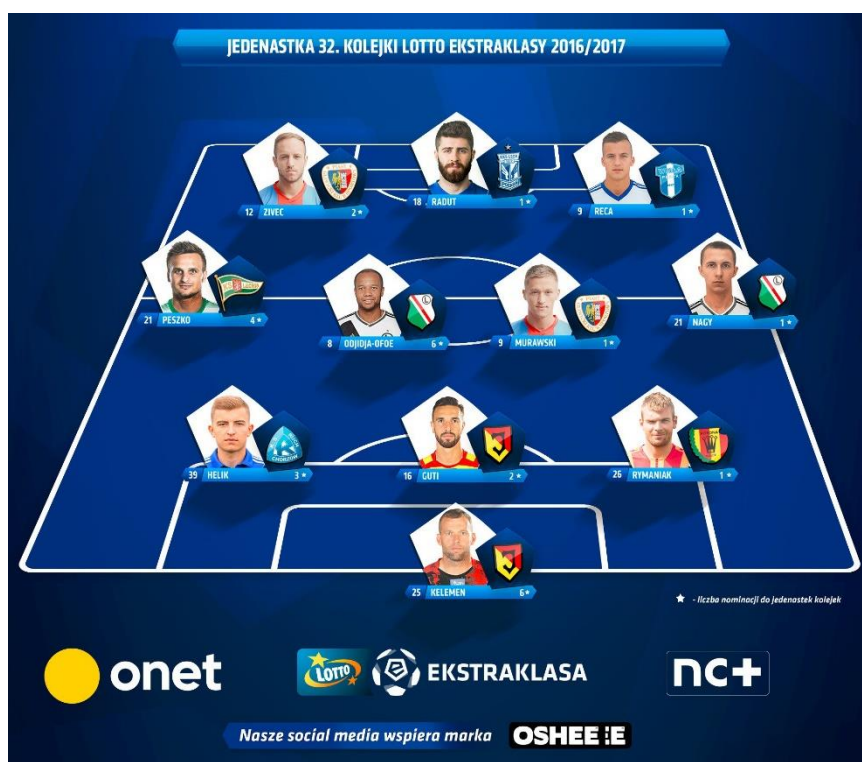 JEDENASTKA 32. KOLEJKI LOTTO EKSTRAKLASY 2016/2017
12 ZIVEC 2★
18 RADUT 1★
9 RECA 1★
21 PESZKO 4★
8 ODJIDJA-OFOE 6★
9 MURAWSKI 1★
21 NAGY 1★
39 HELIK 3★
16 GUTI 2★
26 RYMANIAK 1★
25 KELEMEN 6★
★ - liczba nominacji do jedenastek kolejek
onet
LOTTO EKSTRAKLASA
nc+
Nasze social media wspiera marka OSHEE